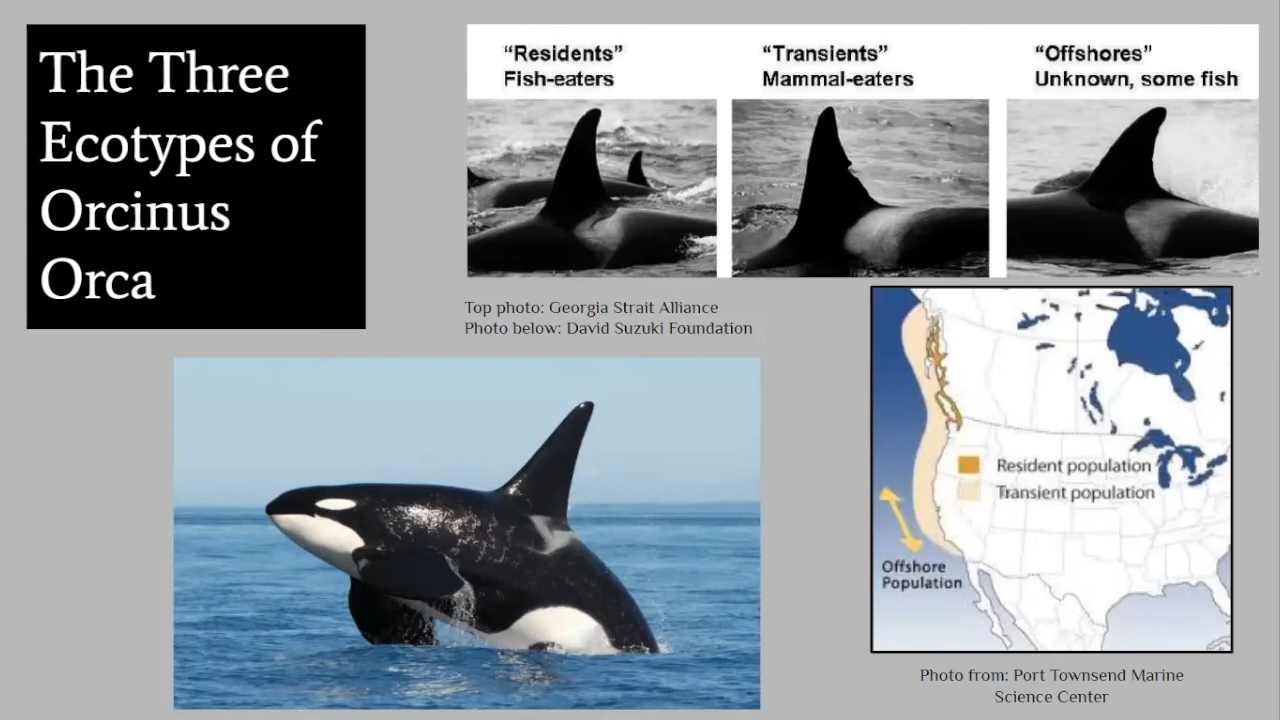 The Three
Ecotypes of
Orcinus
Orca
“Residents”
Fish-eaters
“Transients”
Mammal-eaters
“Offshores”
Unknown, some fish
Top photo: Georgia Strait Alliance
Photo below: David Suzuki Foundation
Resident population
Transient population
Offshore
Population
Photo from: Port Townsend Marine
Science Center